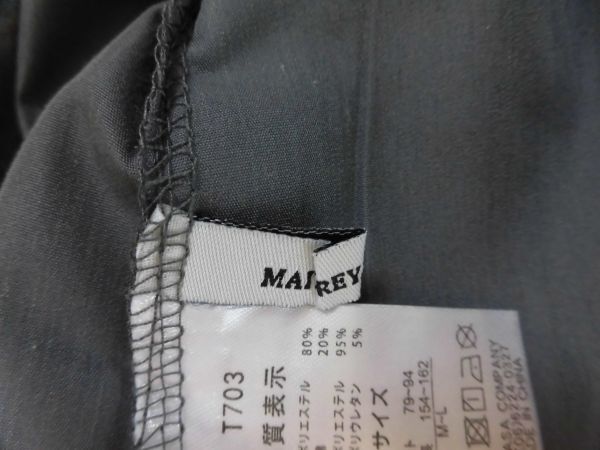 MAI REY
T703
質表示
リエステル 80%
20%
リエステル 95%
リウレタン 5%
サイズ
ト 79-94
154-162
M-L
ASA COMPANY
IN CHINA